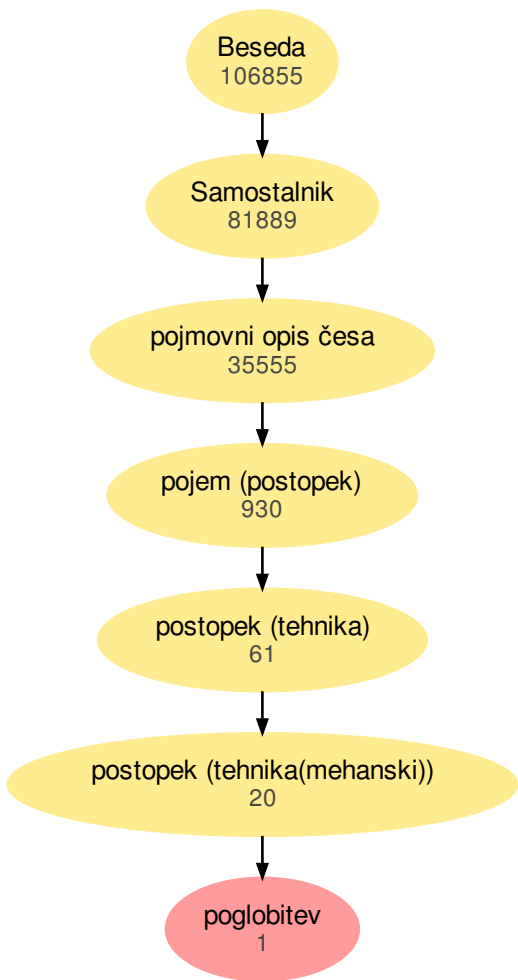 Beseda
106855
Samostalnik
81889
pojmovni opis česa
35555
pojem (postopek)
930
postopek (tehnika)
61
postopek (tehnika(mehanski))
20
poglobitev
1